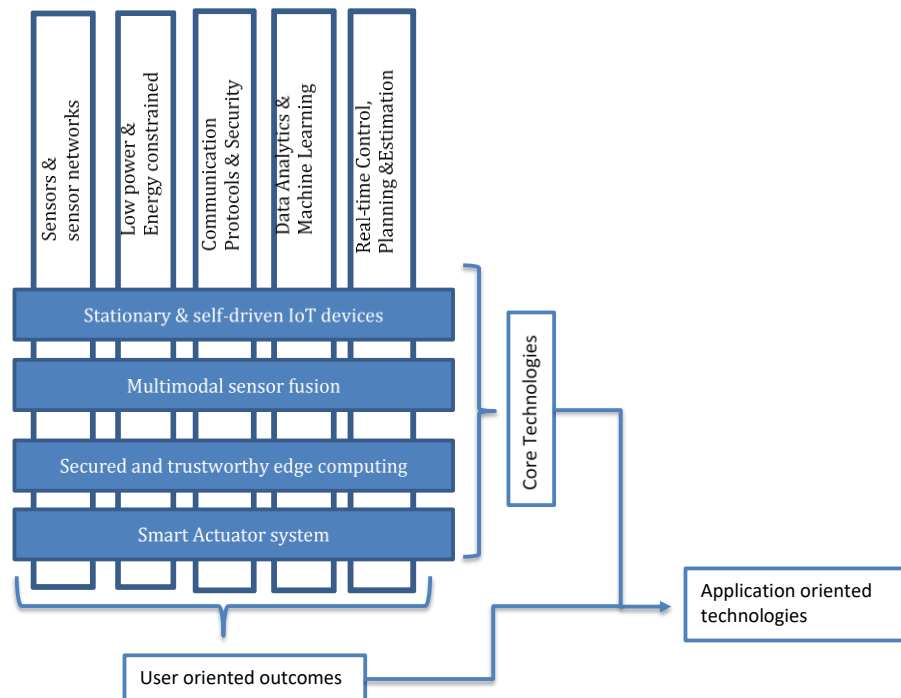 Sensors &
sensor networks
Low power &
Energy constrained
Communication
Protocols & Security
Data Analytics &
Machine Learning
Real-time Control,
Planning &Estimation
Stationary & self-driven IoT devices
Multimodal sensor fusion
Secured and trustworthy edge computing
Smart Actuator system
Core Technologies
Application oriented
technologies
User oriented outcomes